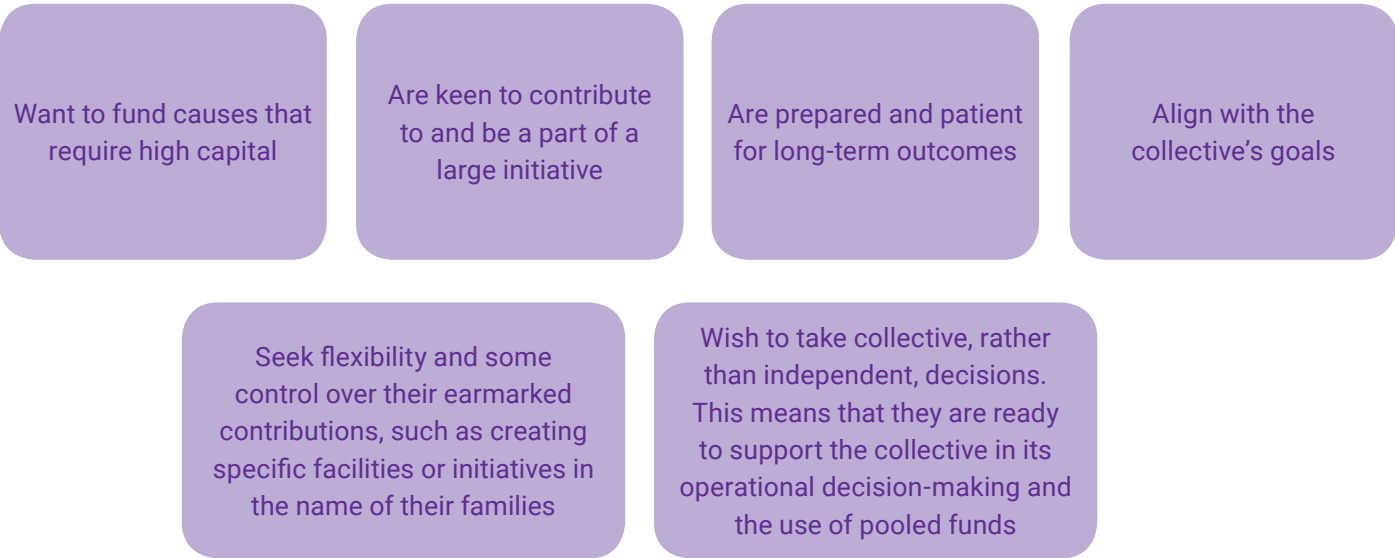 Want to fund causes that
require high capital
Are keen to contribute
to and be a part of a
large initiative
Are prepared and patient
for long-term outcomes
Align with the
collective’s goals
Seek flexibility and some
control over their earmarked
contributions, such as creating
specific facilities or initiatives in
the name of their families
Wish to take collective, rather
than independent, decisions.
This means that they are ready
to support the collective in its
operational decision-making and
the use of pooled funds